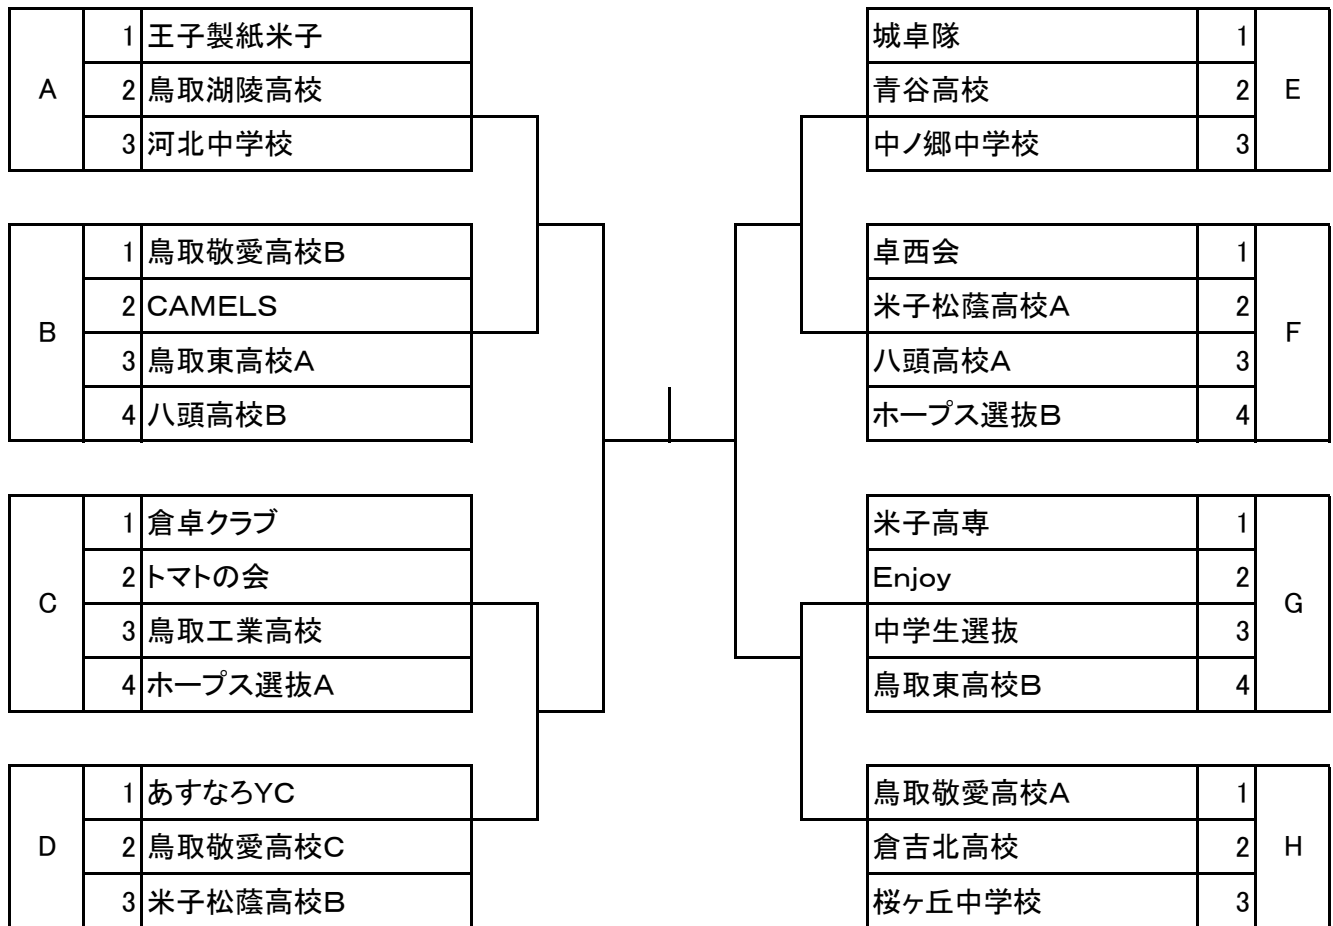 A
1 王子製紙米子
2 鳥取湖陵高校
3 河北中学校
B
1 鳥取敬愛高校B
2 CAMELS
3 鳥取東高校A
4 八頭高校B
C
1 倉卓クラブ
2 トマトの会
3 鳥取工業高校
4 ホープス選抜A
D
1 あすなろYC
2 鳥取敬愛高校C
3 米子松蔭高校B
城卓隊 1
青谷高校 2
中ノ郷中学校 3
E
卓西会 1
米子松蔭高校A 2
八頭高校A 3
ホープス選抜B 4
F
米子高専 1
Enjoy 2
中学生選抜 3
鳥取東高校B 4
G
鳥取敬愛高校A 1
倉吉北高校 2
桜ヶ丘中学校 3
H